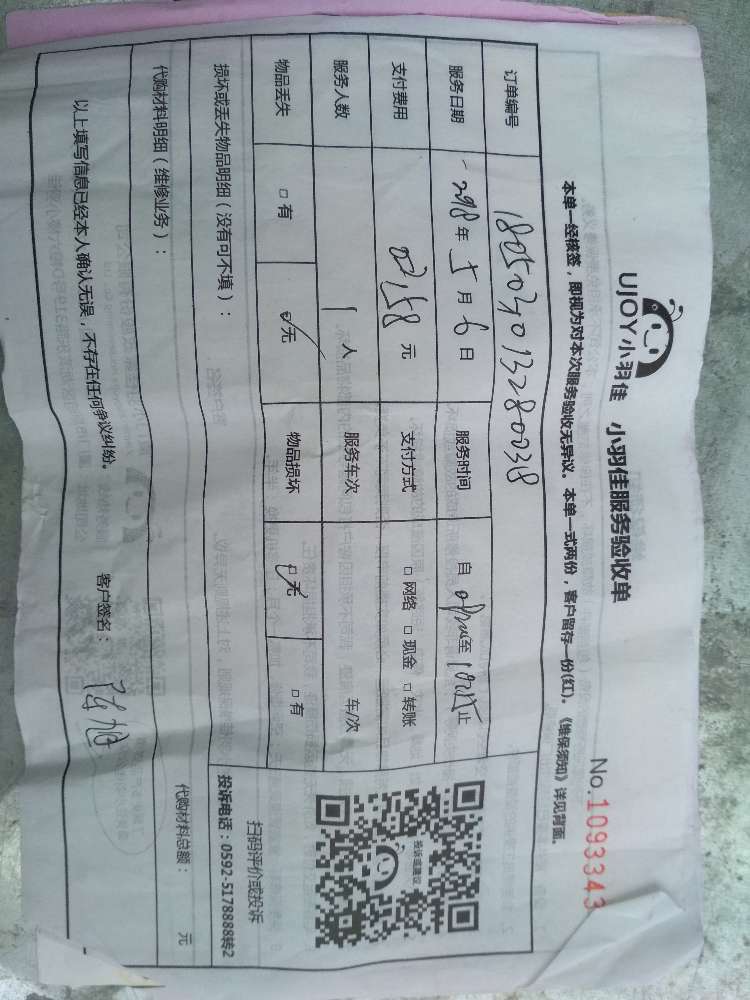 UJOY小羽佳 小羽佳服务验收单
No.1093343
本单一经核签，即视为对本次服务验收无异议。本单一式两份，客户留存一份(红)。《维保须知》详见背面。
订单编号 1805040132800318
服务日期 2018年5月6日 服务时间 自 至 止
支付费用 元 支付方式 □网络 □现金 □转账
服务人数 1人 服务车次 车/次
物品丢失 □有 □无 物品损坏 □无 □有
投诉或建议
扫码评价或投诉
投诉电话：0592-5178888转2
损坏或丢失物品明细（没有可不填）：
代购材料明细（维修业务）： 代购材料总额： 元
以上填写信息已经本人确认无误，不存在任何争议纠纷。 客户签名：